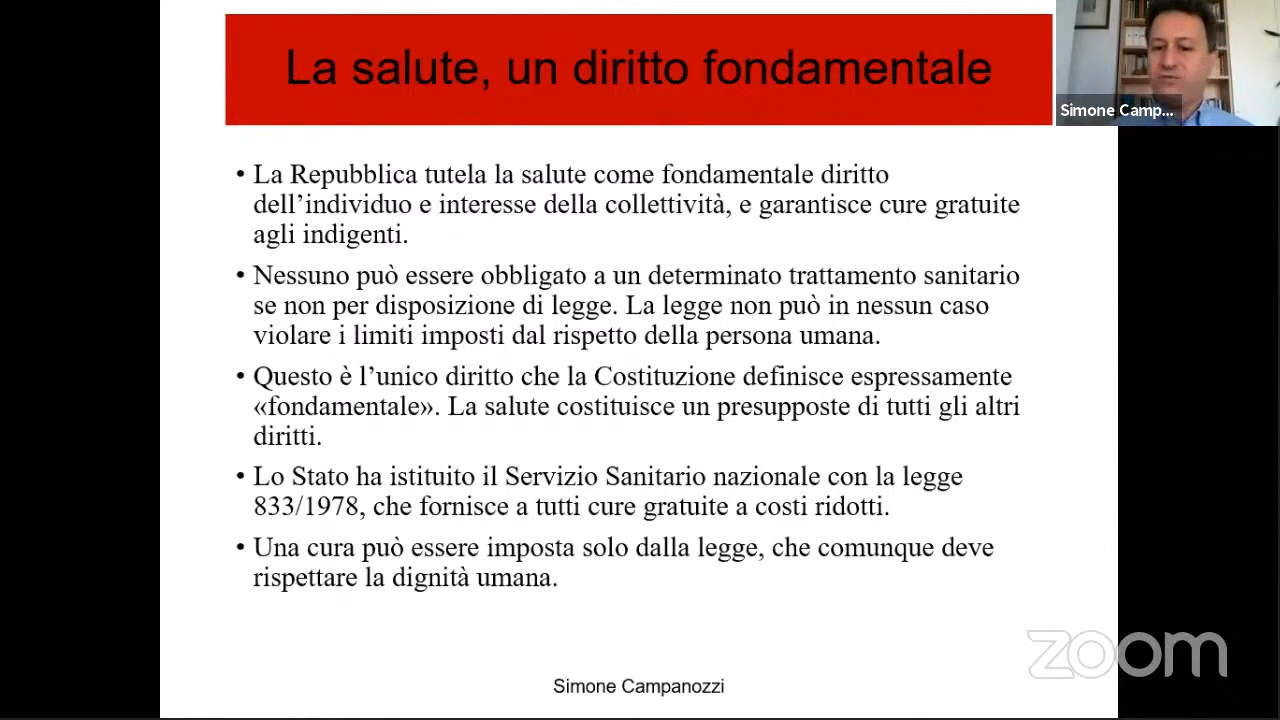 La salute, un diritto fondamentale
Simone Camp...
• La Repubblica tutela la salute come fondamentale diritto
dell’individuo e interesse della collettività, e garantisce cure gratuite
agli indigenti.
• Nessuno può essere obbligato a un determinato trattamento sanitario
se non per disposizione di legge. La legge non può in nessun caso
violare i limiti imposti dal rispetto della persona umana.
• Questo è l’unico diritto che la Costituzione definisce espressamente
«fondamentale». La salute costituisce un presupposte di tutti gli altri
diritti.
• Lo Stato ha istituito il Servizio Sanitario nazionale con la legge
833/1978, che fornisce a tutti cure gratuite a costi ridotti.
• Una cura può essere imposta solo dalla legge, che comunque deve
rispettare la dignità umana.
zoom
Simone Campanozzi